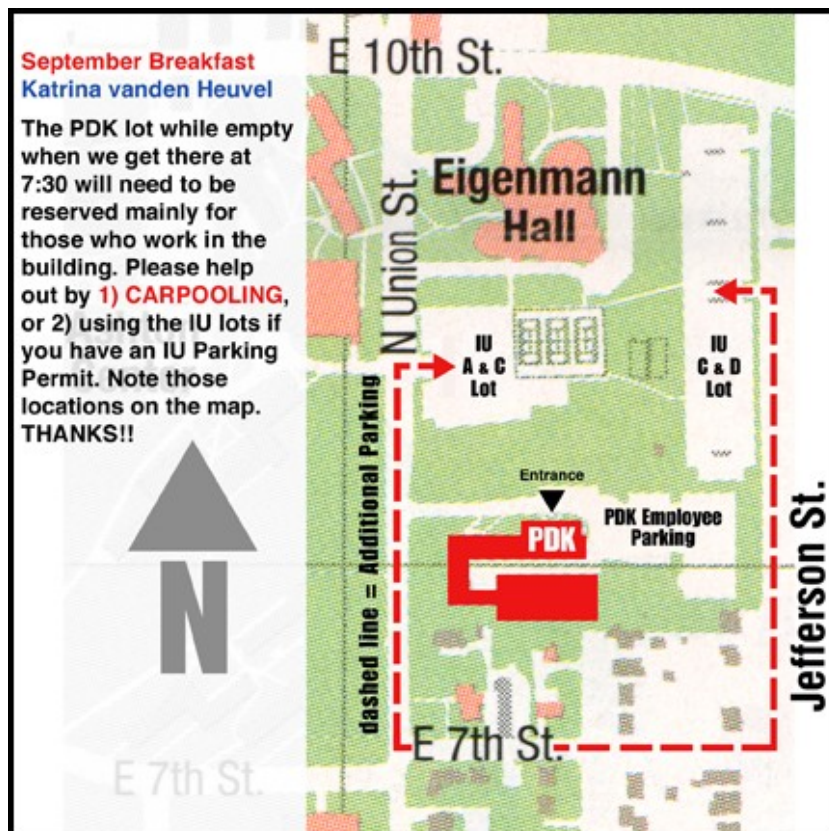 September Breakfast
Katrina vanden Heuvel
The PDK lot while empty
when we get there at
7:30 will need to be
reserved mainly for
those who work in the
building. Please help
out by 1) CARPOOLING,
or 2) using the IU lots if
you have an IU Parking
Permit. Note those
locations on the map.
THANKS!!
Ashton
Center
N
E 7th St.
E 10th St.
N Union St.
Eigenmann
Hall
IU
A & C
Lot
IU
C & D
Lot
dashed line = Additional Parking
Entrance
PDK
PDK Employee
Parking
Jefferson St.
E 7th St.